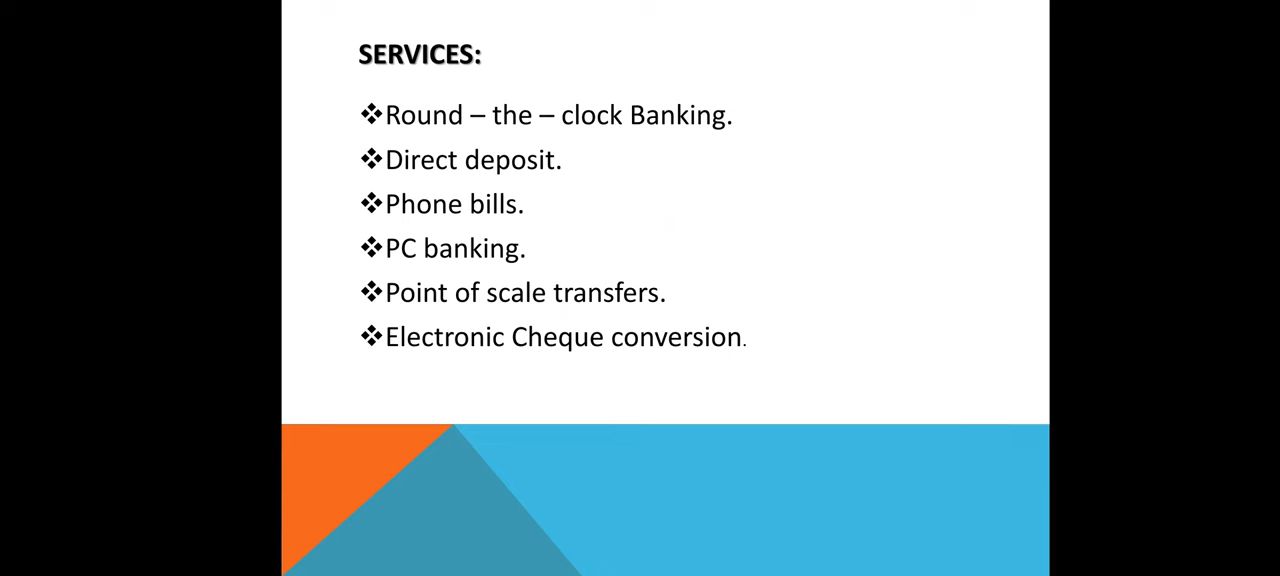 SERVICES:
❖Round – the – clock Banking.
❖Direct deposit.
❖Phone bills.
❖PC banking.
❖Point of scale transfers.
❖Electronic Cheque conversion.